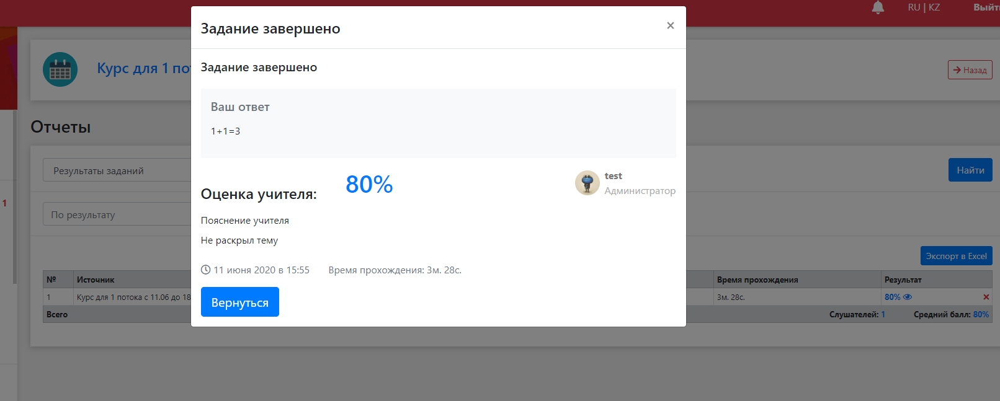 RU | KZ
Выйт
Задание завершено
×
Задание завершено
Курс для 1 пот
Назад
Ваш ответ
1+1=3
Отчеты
Результаты заданий
Найти
80%
test
Администратор
Оценка учителя:
1
По результату
Пояснение учителя
Не раскрыл тему
Экспорт в Excel
11 июня 2020 в 15:55 Время прохождения: 3м. 28с.
№ Источник Время прохождения Результат
1 Курс для 1 потока с 11.06 до 18 3м. 28с. 80%
Вернуться
Всего Слушателей: 1 Средний балл: 80%